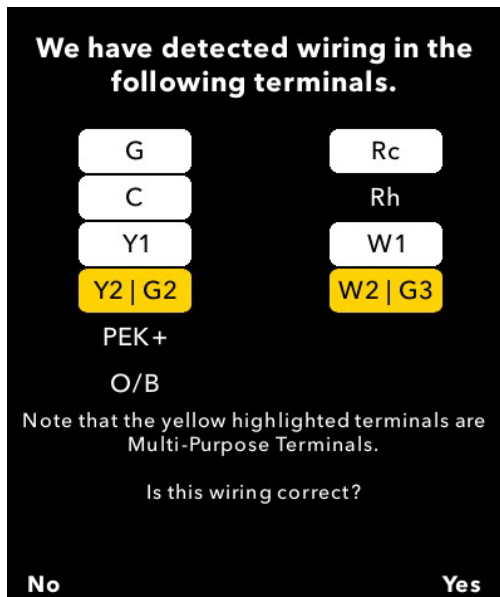 We have detected wiring in the
following terminals.
G
Rc
C
Rh
Y1
W1
Y2 | G2
W2 | G3
PEK+
O/B
Note that the yellow highlighted terminals are
Multi-Purpose Terminals.
Is this wiring correct?
No
Yes